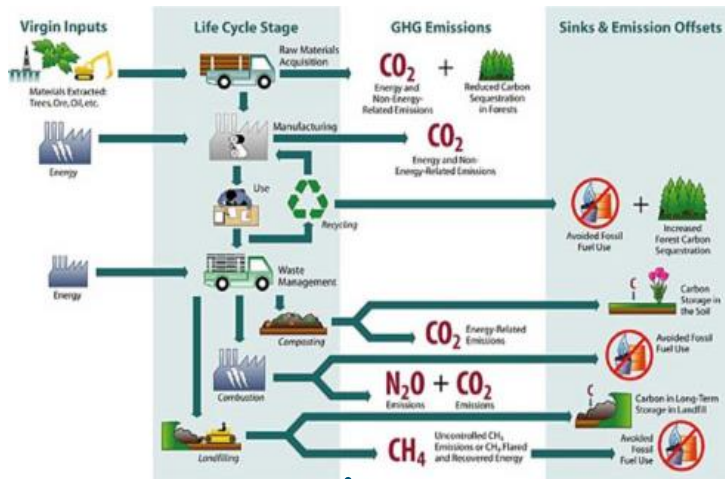 Virgin Inputs
Life Cycle Stage
GHG Emissions
Sinks & Emission Offsets
Materials Extracted:
Trees, Ore, Oil, etc.
Raw Materials
Acquisition
CO2
Energy and
Non-Energy-
Related Emissions
+
Reduced Carbon
Sequestration
in Forests
Energy
Manufacturing
CO2
Energy and Non-
Energy-Related Emissions
Use
Recycling
Avoided Fossil
Fuel Use
+
Increased
Forest Carbon
Sequestration
Energy
Waste
Management
Composting
CO2
Energy-Related
Emissions
C
Carbon
Storage in
the Soil
Combustion
N2O
Emissions
+
CO2
Emissions
Avoided Fossil
Fuel Use
Landfilling
CH4
Uncontrolled CH4
Emissions or CH4 Flared
and Recovered Energy
C
Carbon in Long-Term
Storage in Landfill
Avoided
Fossil
Fuel Use